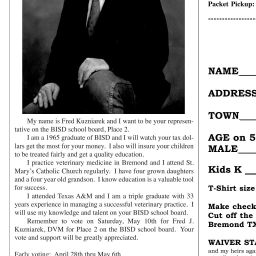 My name is Fred Kuzniarek and I want to be your represen-
tative on the BISD school board, Place 2.
I am a 1965 graduate of BISD and I will watch your tax dol-
lars get the most for your money. I also will insure your children
to be treated fairly and get a quality education.
I practice veterinary medicine in Bremond and I attend St.
Mary's Catholic Church regularly. I have four grown daughters
and a four year old grandson. I know education is a valuable tool
for success.
I attended Texas A&M and I am a triple graduate with 33
years experience in managing a successful veterinary practice. I
will use my knowledge and talent on your BISD school board.
Remember to vote on Saturday, May 10th for Fred J.
Kuzniarek, DVM for Place 2 on the BISD School board. Your
vote and support will be greatly appreciated.
Early voting: April 28th thru May 6th
Packet Pickup:
NAME
ADDRESS
TOWN
AGE on 5
MALE
Kids K
T-Shirt size
Make check
Cut off the
Bremond TX
WAIVER STA
and my heirs aga